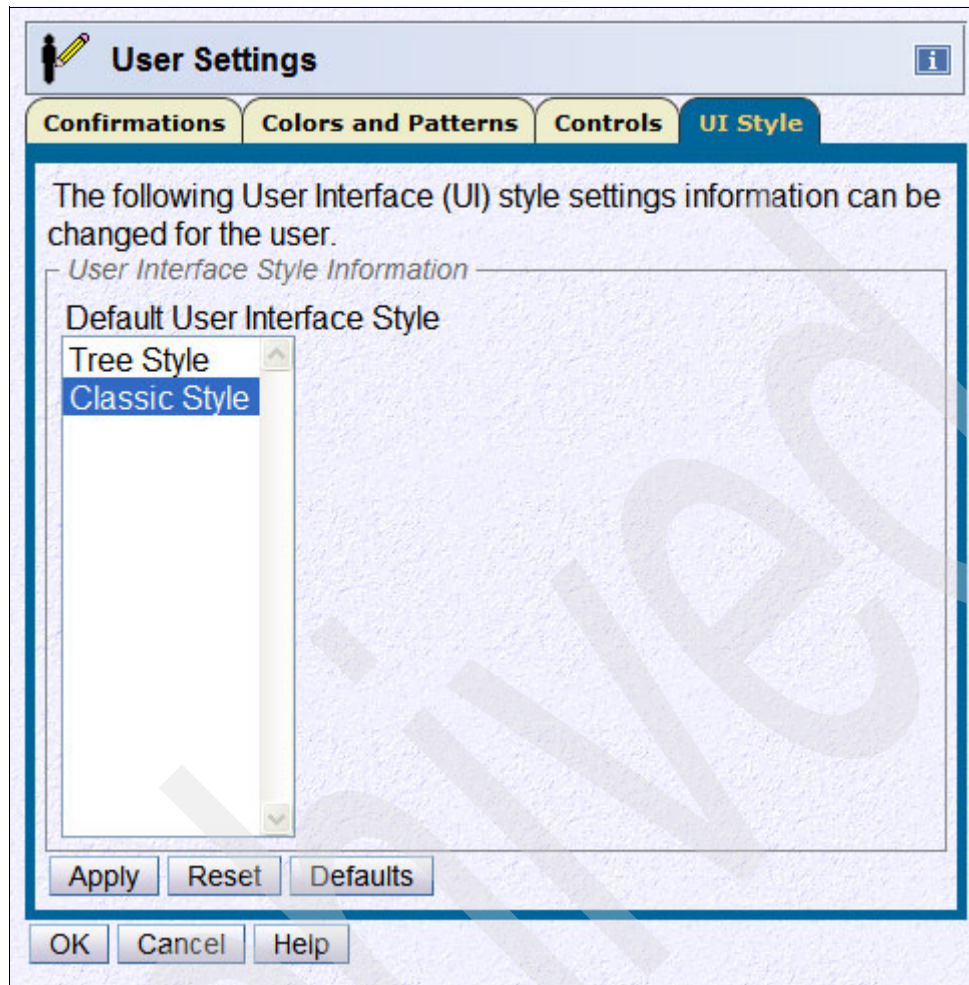 User Settings
i
Confirmations Colors and Patterns Controls UI Style
The following User Interface (UI) style settings information can be
changed for the user.
User Interface Style Information
Default User Interface Style
Tree Style
Classic Style
Apply Reset Defaults
OK Cancel Help